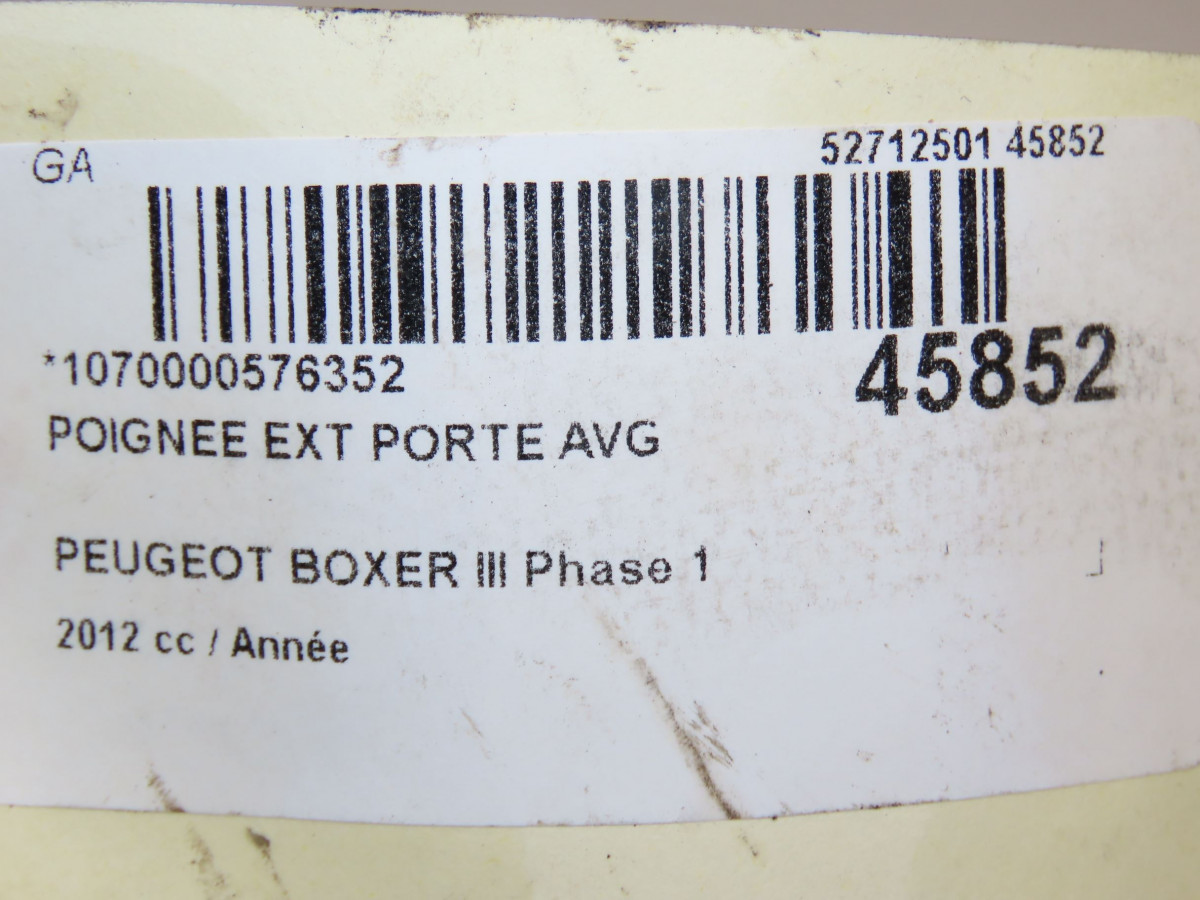 GA
52712501 45852
*1070000576352
45852
POIGNEE EXT PORTE AVG
PEUGEOT BOXER III Phase 1
2012 cc / Année